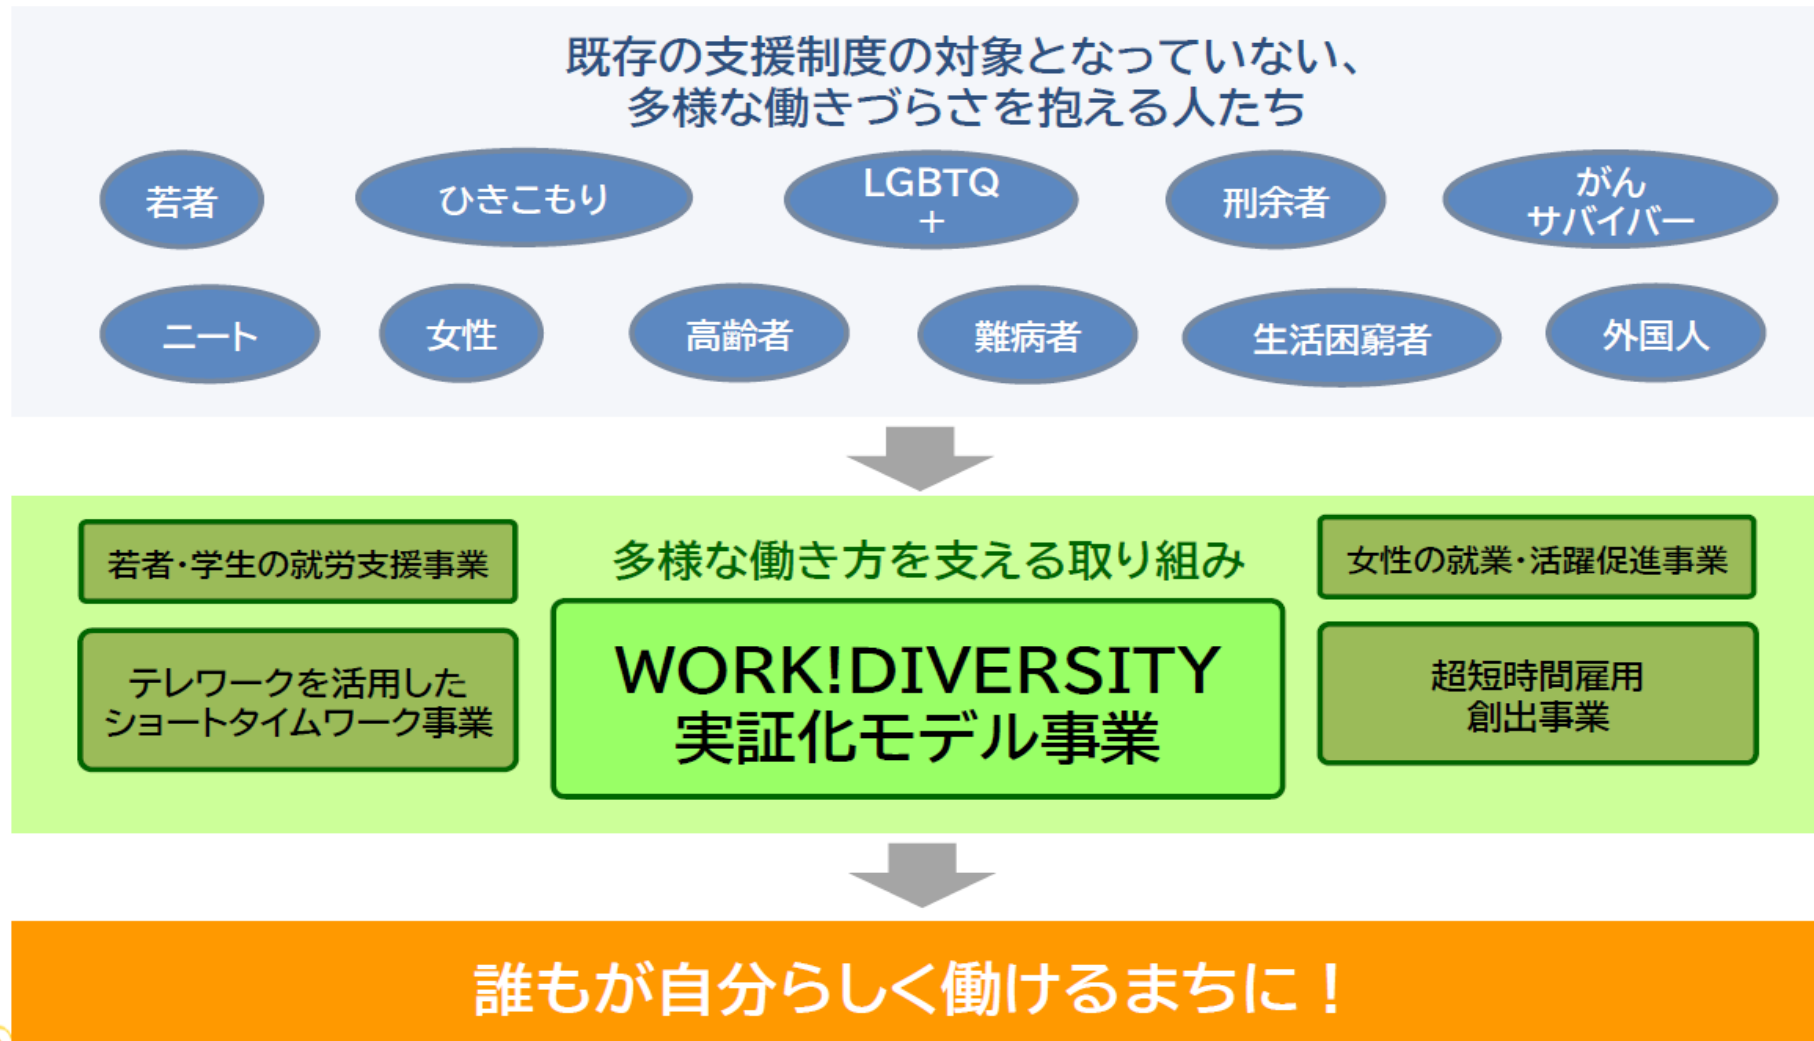 既存の支援制度の対象となっていない、
多様な働きづらさを抱える人たち
若者
ひきこもり
LGBTQ
+
刑余者
がん
サバイバー
ニート
女性
高齢者
難病者
生活困窮者
外国人
若者・学生の就労支援事業
多様な働き方を支える取り組み
女性の就業・活躍促進事業
テレワークを活用した
ショートタイムワーク事業
WORK!DIVERSITY
実証化モデル事業
超短時間雇用
創出事業
誰もが自分らしく働けるまちに！